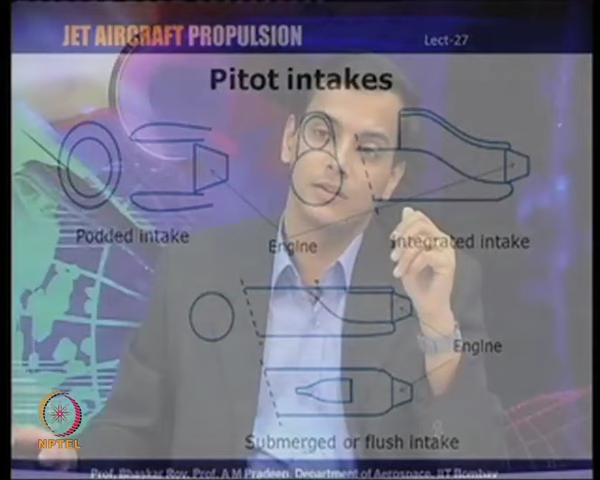 JET AIRCRAFT PROPULSION
Lect-27
Pitot intakes
Podded intake
Engine
Integrated intake
Engine
Submerged or flush intake
NPTEL
Prof. Bhaskar Roy, Prof. A M Pradeep, Department of Aerospace, IIT Bombay